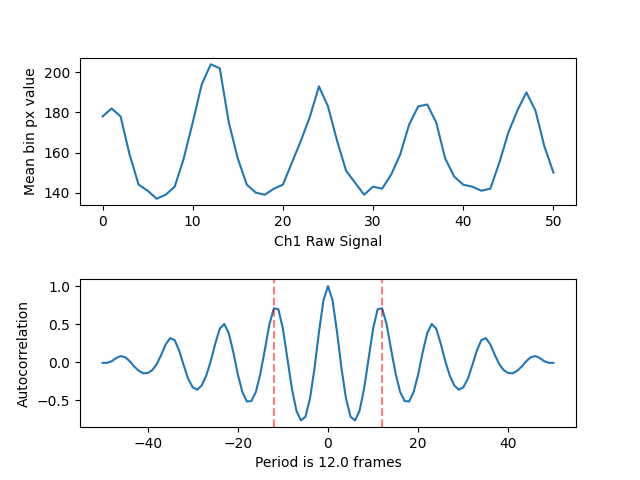 Mean bin px value
200
180
160
140
0 10 20 30 40 50
Ch1 Raw Signal
Autocorrelation
1.0
0.5
0.0
−0.5
−40 −20 0 20 40
Period is 12.0 frames